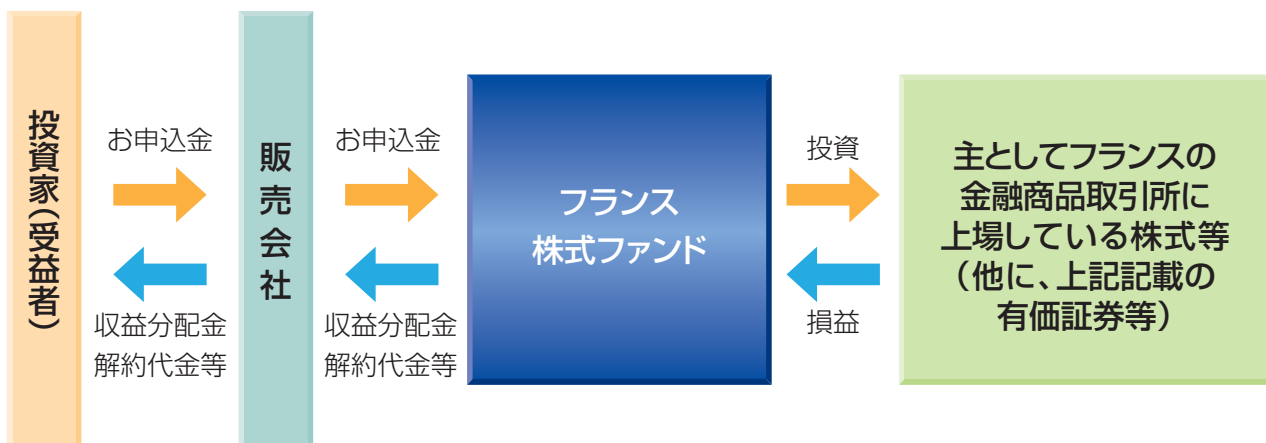 投資家(受益者)
お申込金
収益分配金
解約代金等
販売会社
お申込金
収益分配金
解約代金等
フランス
株式ファンド
投資
損益
主としてフランスの
金融商品取引所に
上場している株式等
(他に、上記記載の
有価証券等)